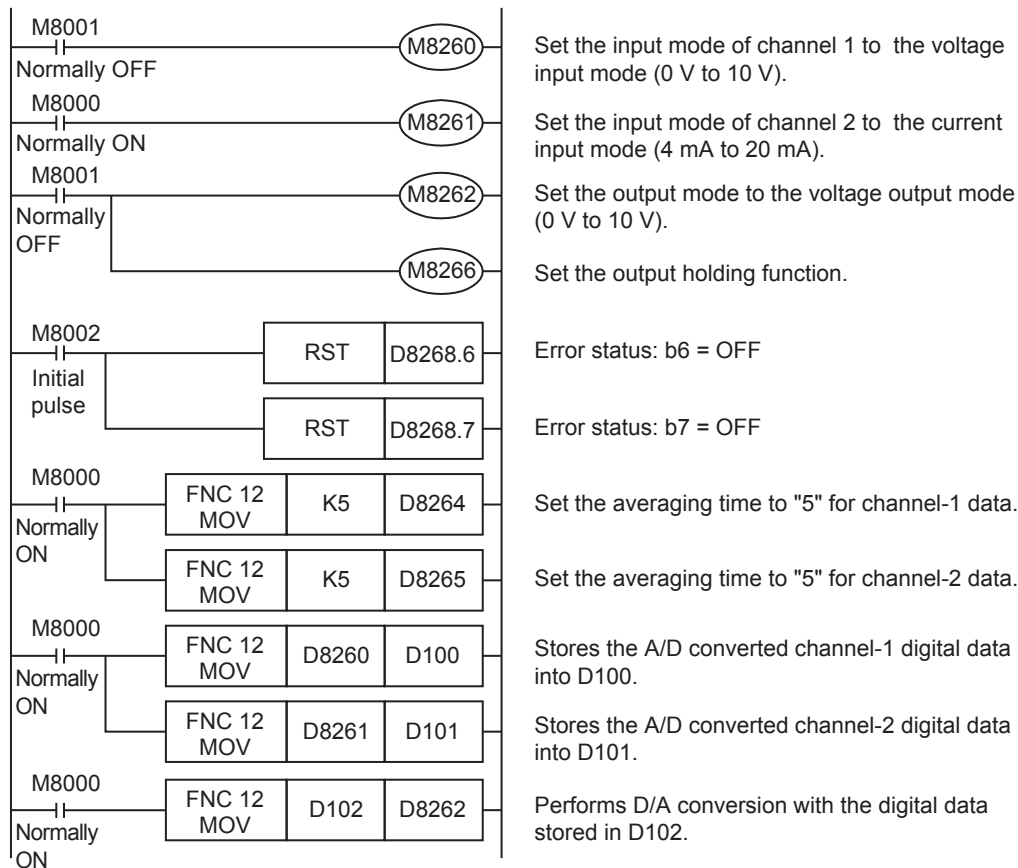 M8001
M8260
Set the input mode of channel 1 to the voltage
Normally OFF
input mode (0 V to 10 V).
M8000
M8261
Set the input mode of channel 2 to the current
Normally ON
input mode (4 mA to 20 mA).
M8001
M8262
Set the output mode to the voltage output mode
Normally
(0 V to 10 V).
OFF
M8266
Set the output holding function.
M8002
RST D8268.6
Error status: b6 = OFF
Initial
pulse
RST D8268.7
Error status: b7 = OFF
M8000
FNC 12
MOV
K5 D8264
Set the averaging time to "5" for channel-1 data.
Normally
ON
FNC 12
MOV
K5 D8265
Set the averaging time to "5" for channel-2 data.
M8000
FNC 12
MOV
D8260 D100
Stores the A/D converted channel-1 digital data
into D100.
Normally
ON
FNC 12
MOV
D8261 D101
Stores the A/D converted channel-2 digital data
into D101.
M8000
FNC 12
MOV
D102 D8262
Performs D/A conversion with the digital data
stored in D102.
Normally
ON